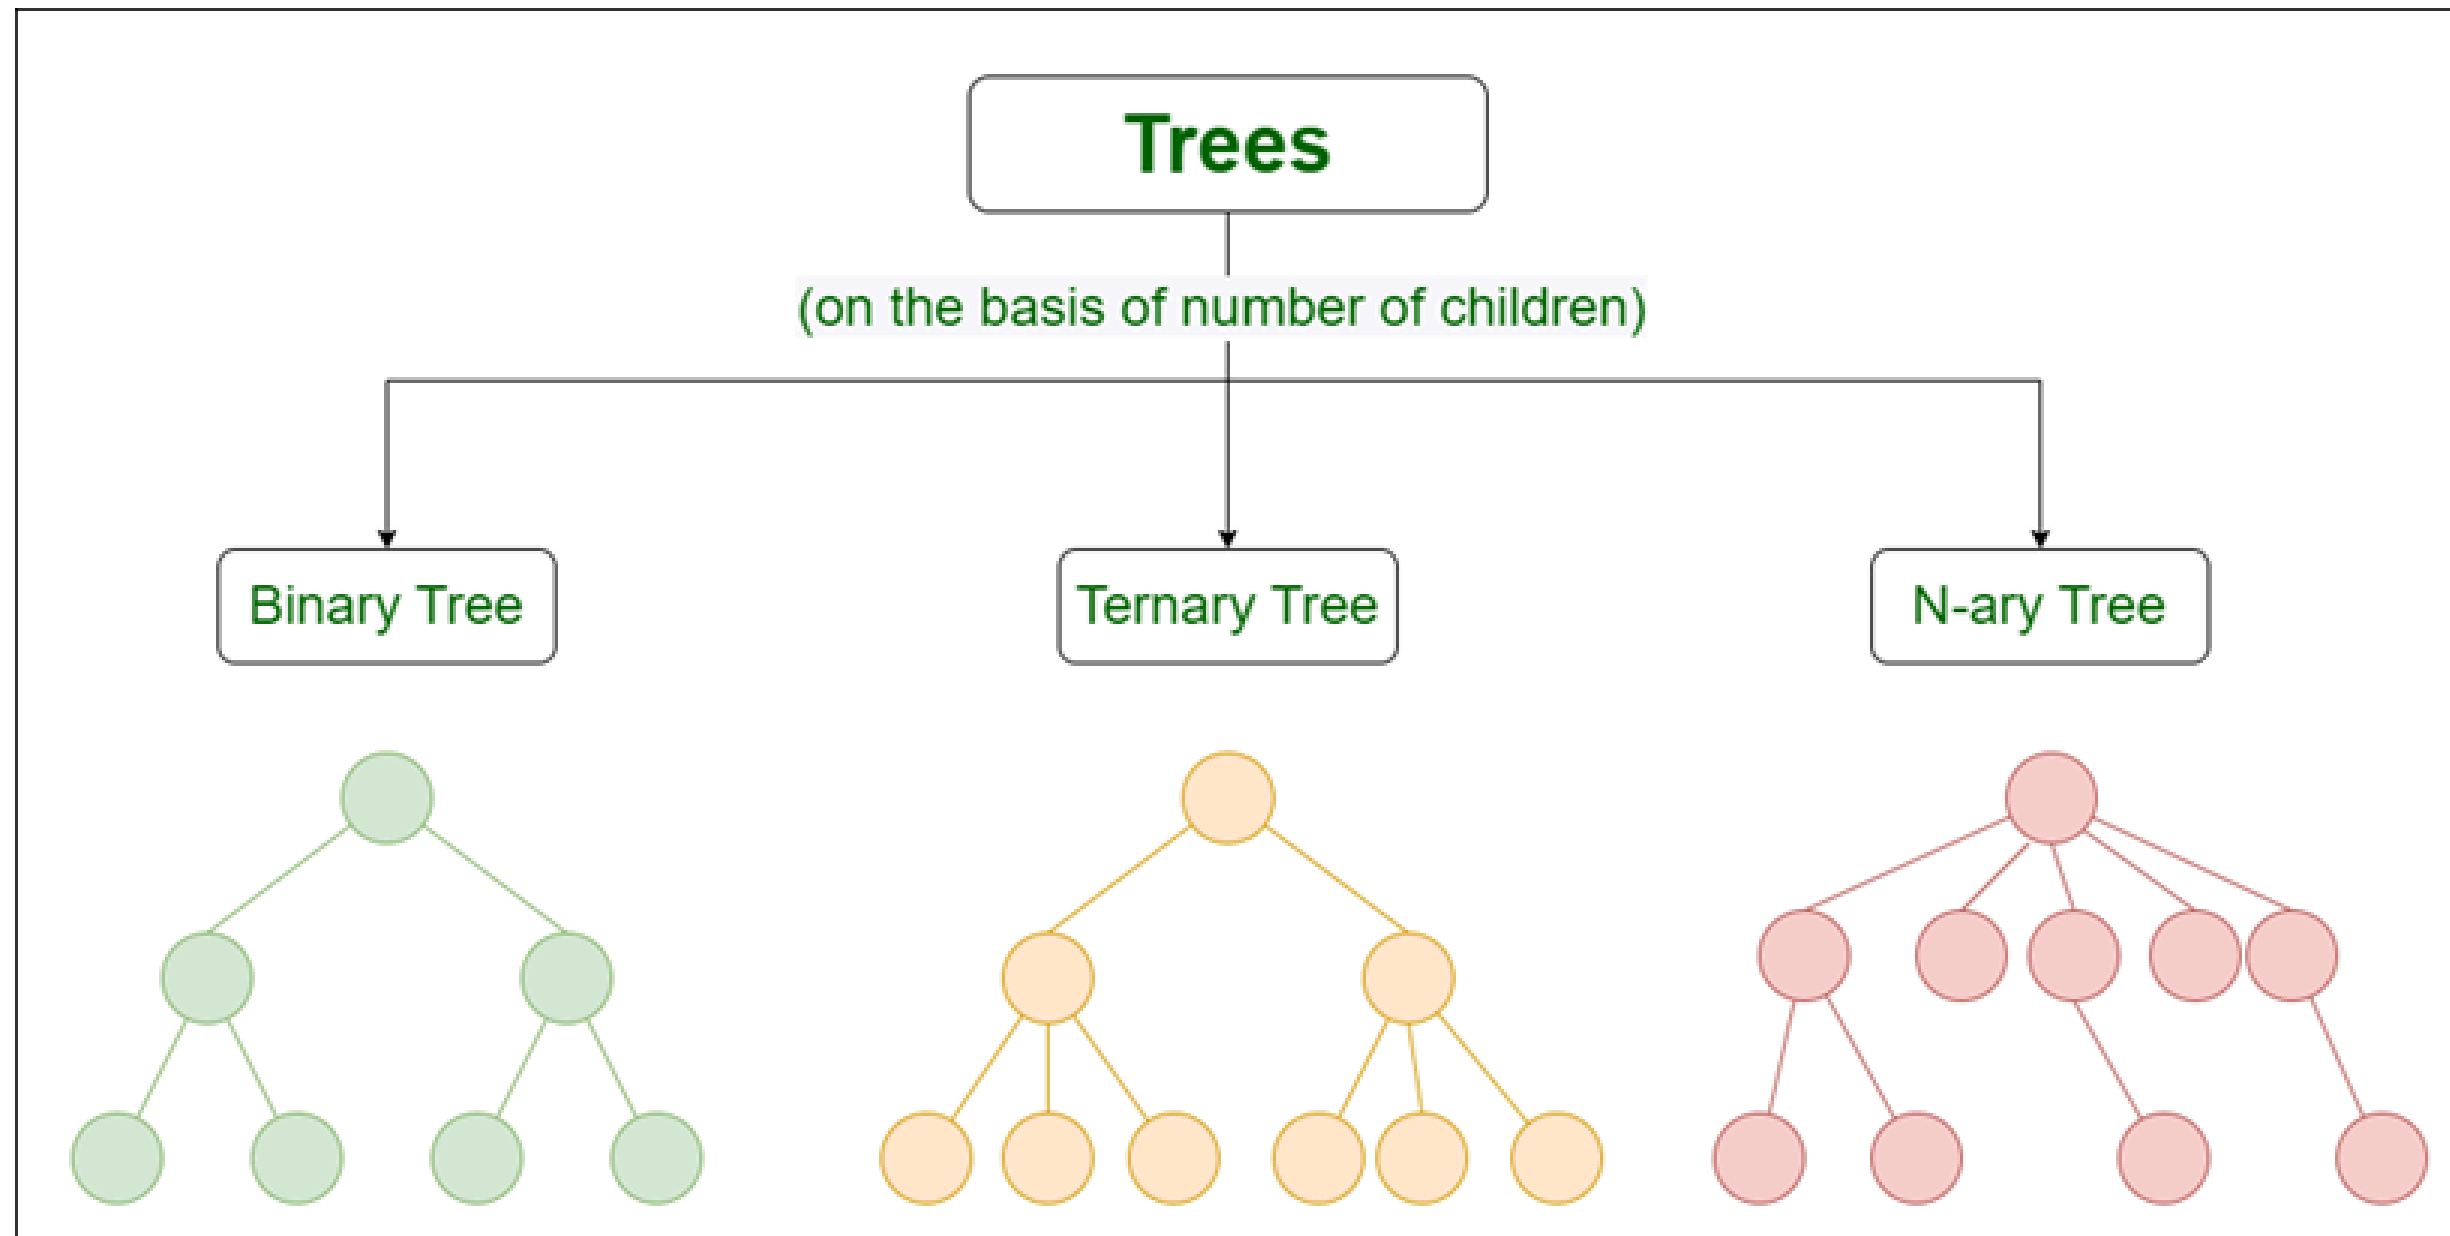 Trees
(on the basis of number of children)
Binary Tree
Ternary Tree
N-ary Tree